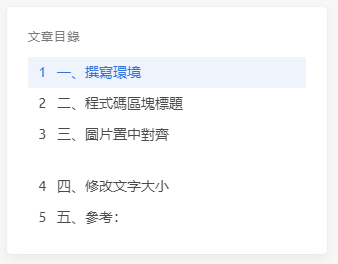 文章目錄
1 一、撰寫環境
2 二、程式碼區塊標題
3 三、圖片置中對齊
4 四、修改文字大小
5 五、參考：